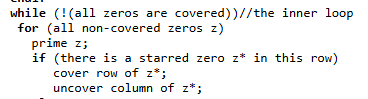 while (!(all zeros are covered))//the inner loop
for (all non-covered zeros z)
prime z;
if (there is a starred zero z* in this row)
cover row of z*;
uncover column of z*;